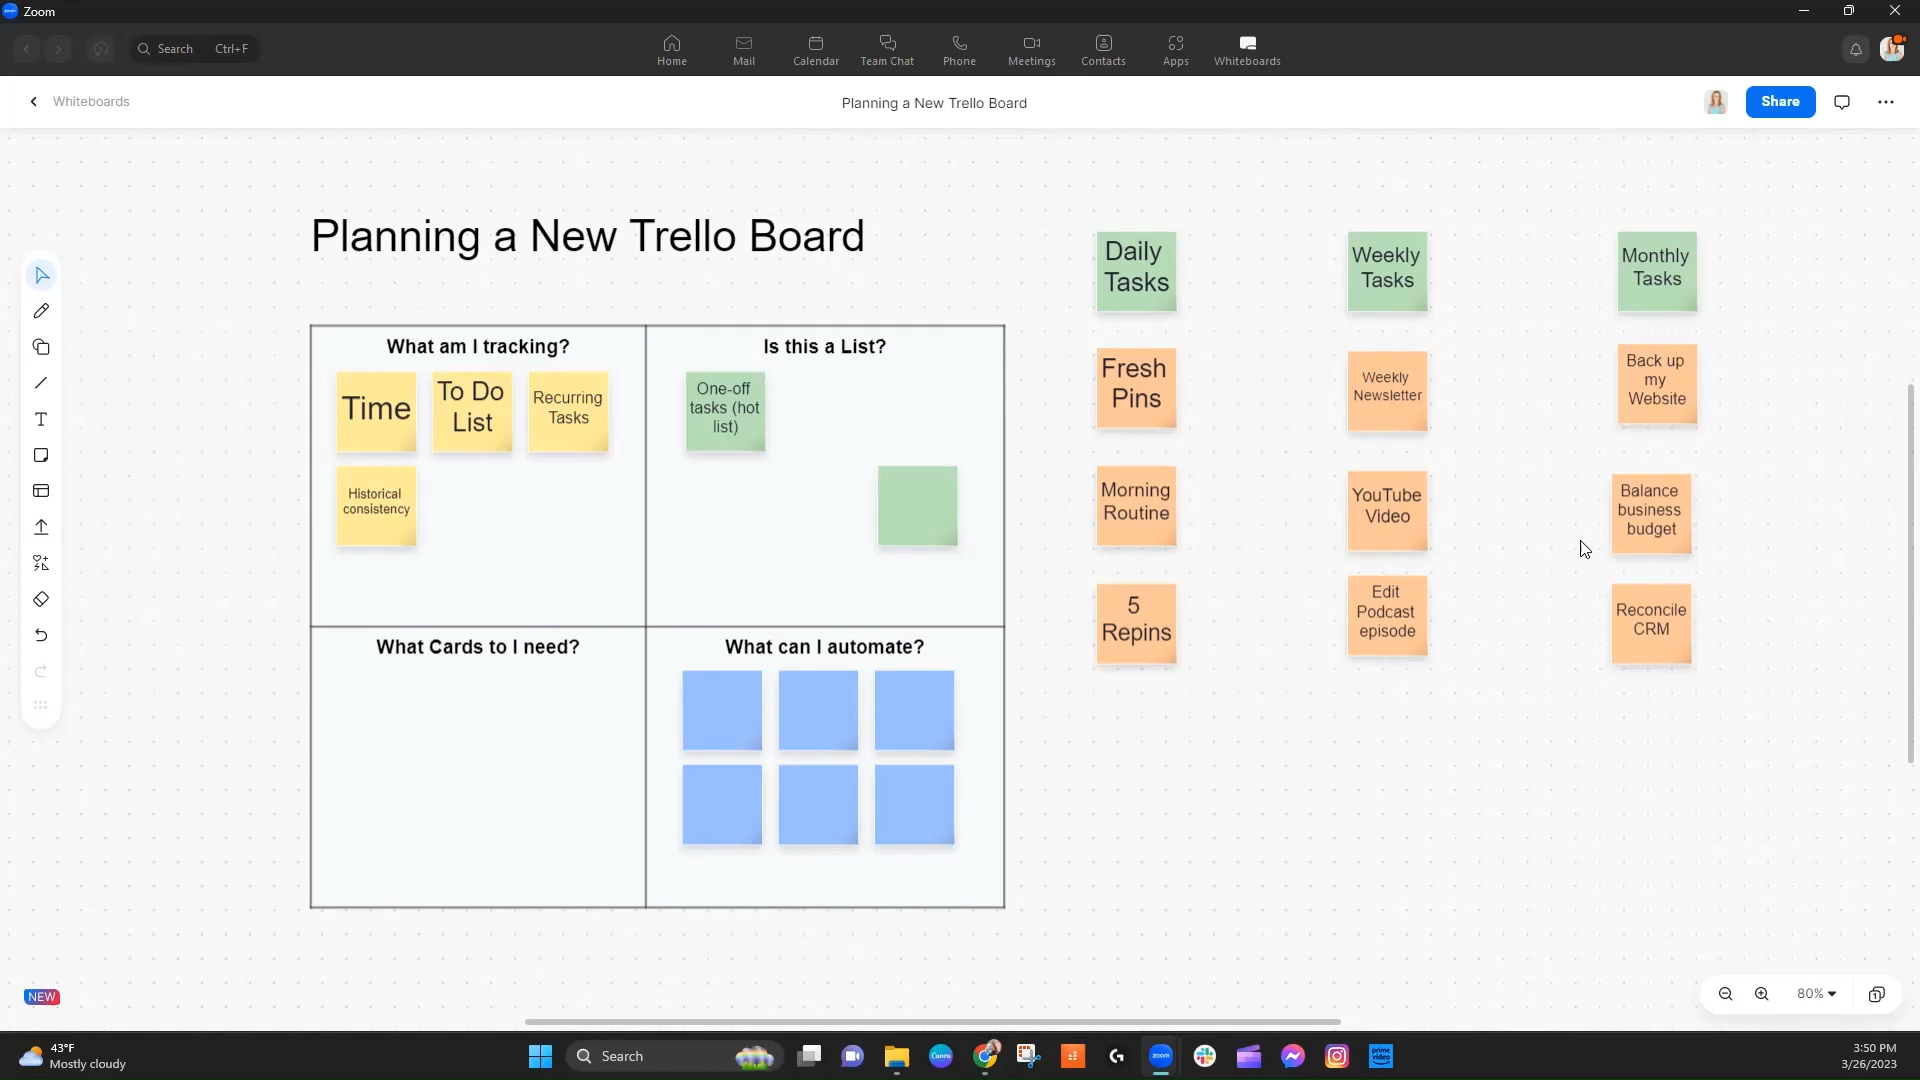 Zoom
Search Ctrl+F
Home
Mail
Calendar
Team Chat
Phone
Meetings
Contacts
Apps
Whiteboards
Whiteboards
Planning a New Trello Board
Share
Planning a New Trello Board
What am I tracking?
Time
To Do
List
Recurring
Tasks
Historical
consistency
Is this a List?
One-off
tasks (hot
list)
What Cards to I need?
What can I automate?
Daily
Tasks
Fresh
Pins
Morning
Routine
5
Repins
Weekly
Tasks
Weekly
Newsletter
YouTube
Video
Edit
Podcast
episode
Monthly
Tasks
Back up
my
Website
Balance
business
budget
Reconcile
CRM
NEW
80%
43°F
Mostly cloudy
Search
Canva
zoom
prime
video
3:50 PM
3/26/2023